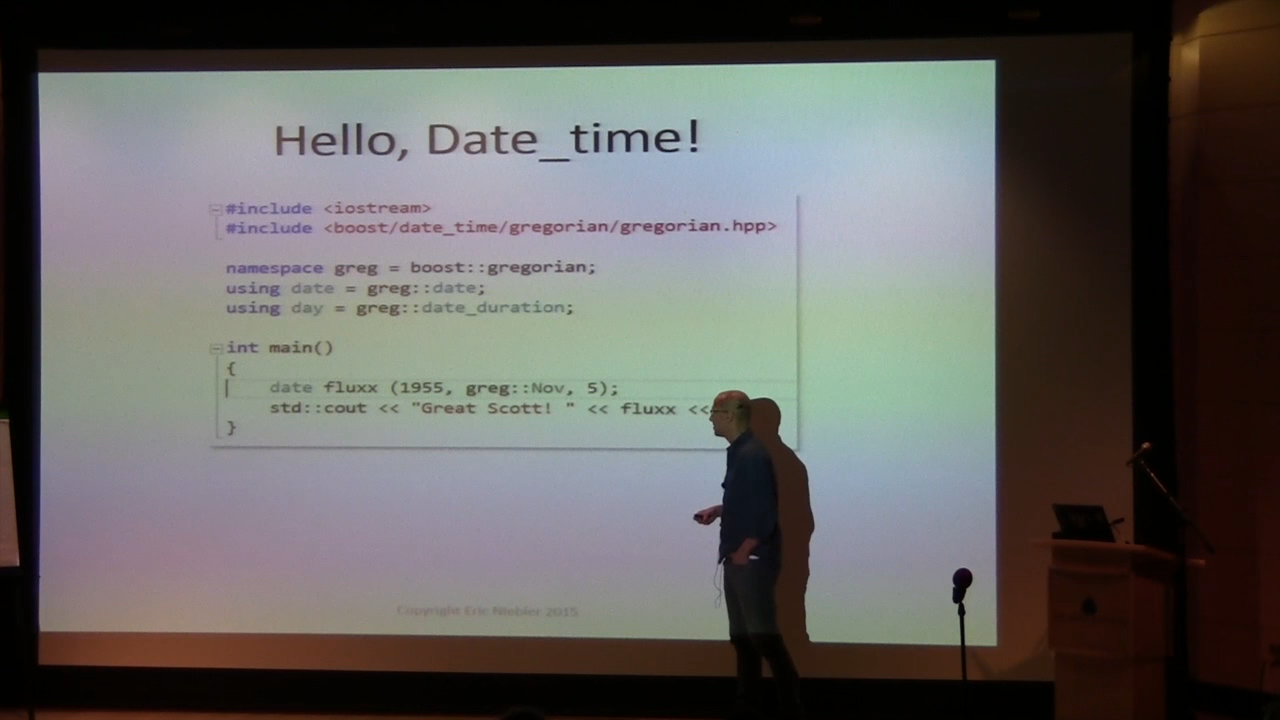 Hello, Date_time!
#include <iostream>
#include <boost/date_time/gregorian/gregorian.hpp>
namespace greg = boost::gregorian;
using date = greg::date;
using day = greg::date_duration;
int main()
{
date fluxx (1955, greg::Nov, 5);
std::cout << "Great Scott! " << fluxx <<
}
Copyright Eric Niebler 2015